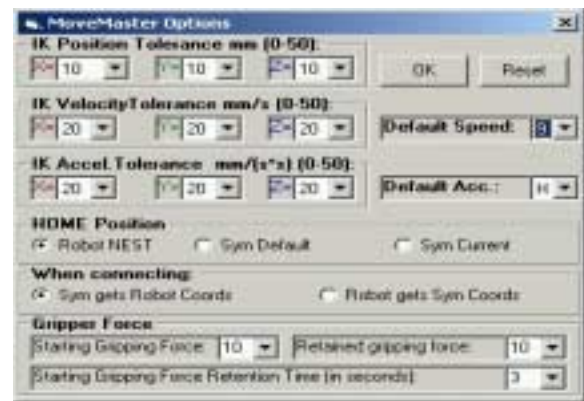 MoveMaster Options
IK Position Tolerance mm (0-50):
X= 10 Y= 10 Z= 10
OK Reset
IK VelocityTolerance mm/s (0-50):
X= 20 Y= 20 Z= 20
Default Speed:
IK Accel.Tolerance mm/(s*s) (0-50):
X= 20 Y= 20 Z= 20
Default Acc.: H
HOME Position
Robot NEST Sym Default Sym Current
When connecting:
Sym gets Robot Coords Robot gets Sym Coords
Gripper Force
Starting Gripping Force: 10 Retained gripping force: 10
Starting Gripping Force Retention Time (in seconds): 3